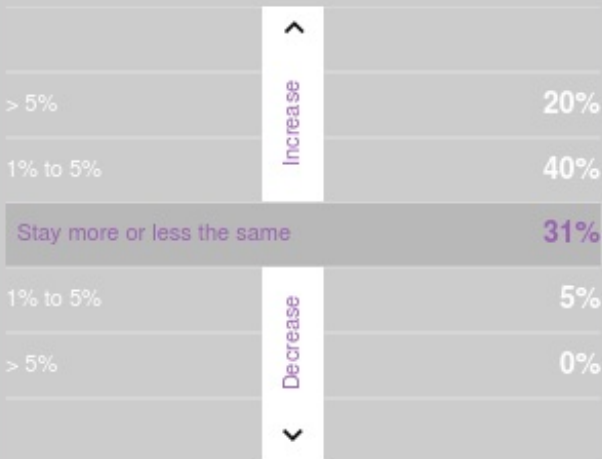 > 5% 20%
Increase
1% to 5% 40%
Stay more or less the same 31%
1% to 5% 5%
Decrease
> 5% 0%